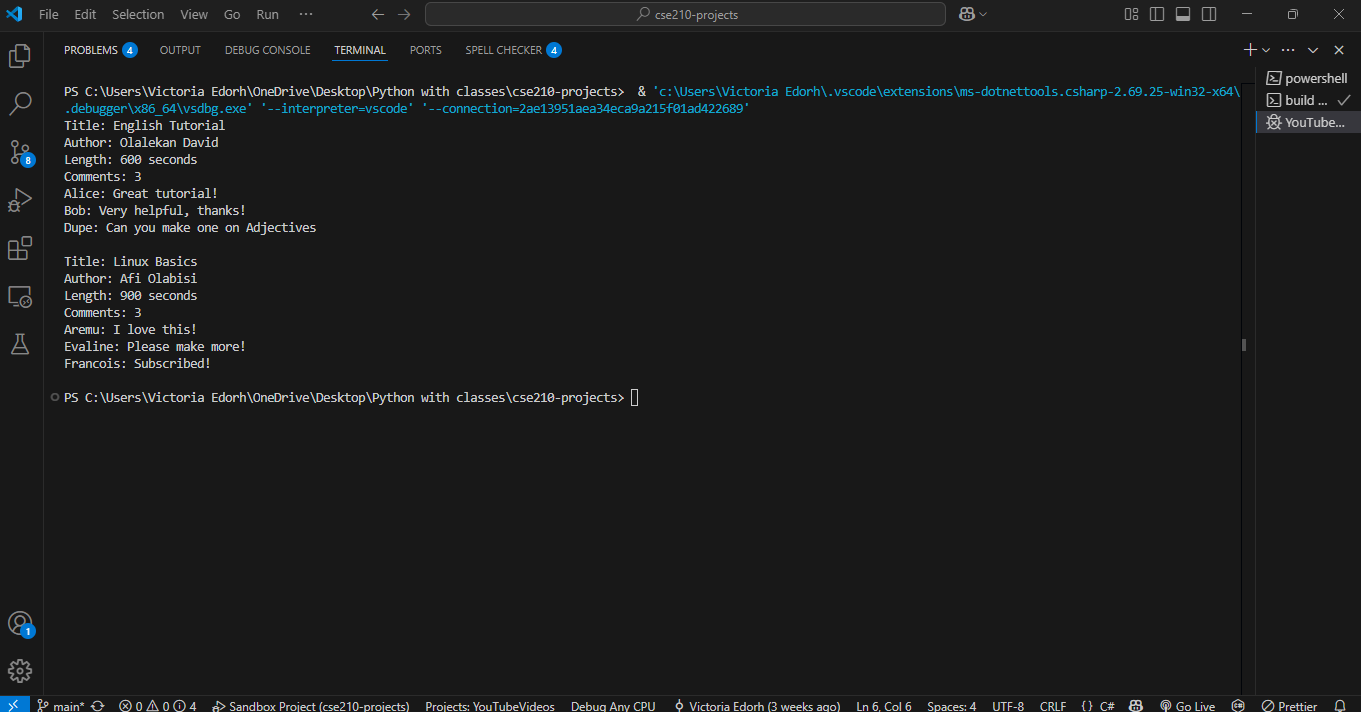 File Edit Selection View Go Run ··· cse210-projects
PROBLEMS 4 OUTPUT DEBUG CONSOLE TERMINAL PORTS SPELL CHECKER 4
powershell
build ...
YouTube...
PS C:\Users\Victoria Edorh\OneDrive\Desktop\Python with classes\cse210-projects>  & 'c:\Users\Victoria Edorh\.vscode\extensions\ms-dotnettools.csharp-2.69.25-win32-x64\
.debugger\x86_64\vsdbg.exe' '--interpreter=vscode' '--connection=2ae13951aea34eca9a215f01ad422689'
Title: English Tutorial
Author: Olalekan David
Length: 600 seconds
Comments: 3
Alice: Great tutorial!
Bob: Very helpful, thanks!
Dupe: Can you make one on Adjectives
Title: Linux Basics
Author: Afi Olabisi
Length: 900 seconds
Comments: 3
Aremu: I love this!
Evaline: Please make more!
Francois: Subscribed!
PS C:\Users\Victoria Edorh\OneDrive\Desktop\Python with classes\cse210-projects>
8
1
main* 0 0 4 Sandbox Project (cse210-projects) Projects: YouTubeVideos Debug Any CPU Victoria Edorh (3 weeks ago) Ln 6, Col 6 Spaces: 4 UTF-8 CRLF {} C# Go Live Prettier